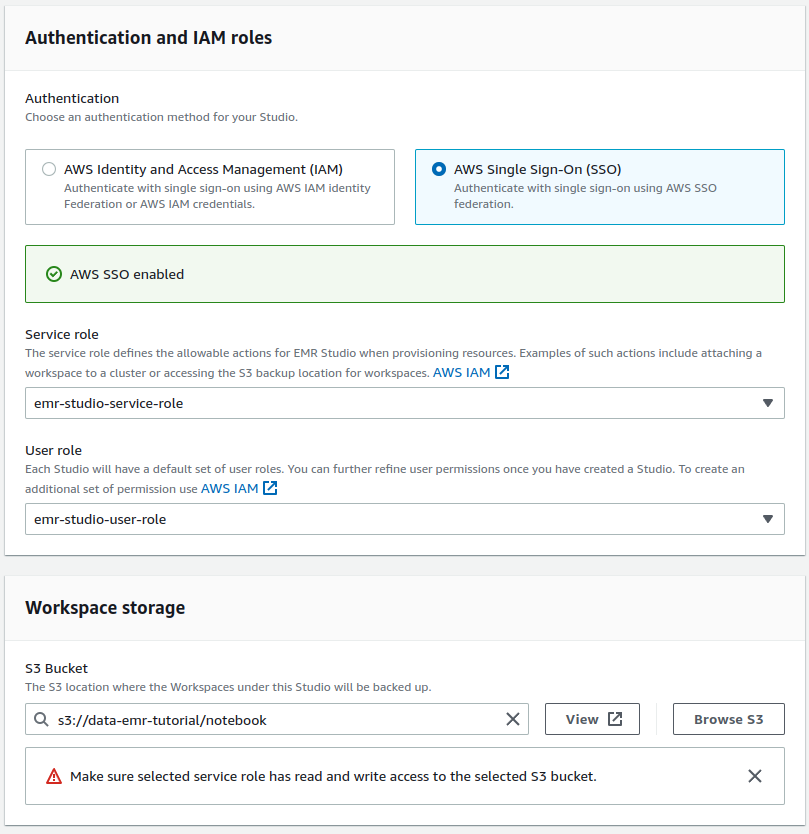 Authentication and IAM roles
Authentication
Choose an authentication method for your Studio.
AWS Identity and Access Management (IAM)
Authenticate with single sign-on using AWS IAM identity
Federation or AWS IAM credentials.
AWS Single Sign-On (SSO)
Authenticate with single sign-on using AWS SSO
federation.
AWS SSO enabled
Service role
The service role defines the allowable actions for EMR Studio when provisioning resources. Examples of such actions include attaching a
workspace to a cluster or accessing the S3 backup location for workspaces. AWS IAM
emr-studio-service-role
User role
Each Studio will have a default set of user roles. You can further refine user permissions once you have created a Studio. To create an
additional set of permission use AWS IAM
emr-studio-user-role
Workspace storage
S3 Bucket
The S3 location where the Workspaces under this Studio will be backed up.
s3://data-emr-tutorial/notebook
View
Browse S3
Make sure selected service role has read and write access to the selected S3 bucket.